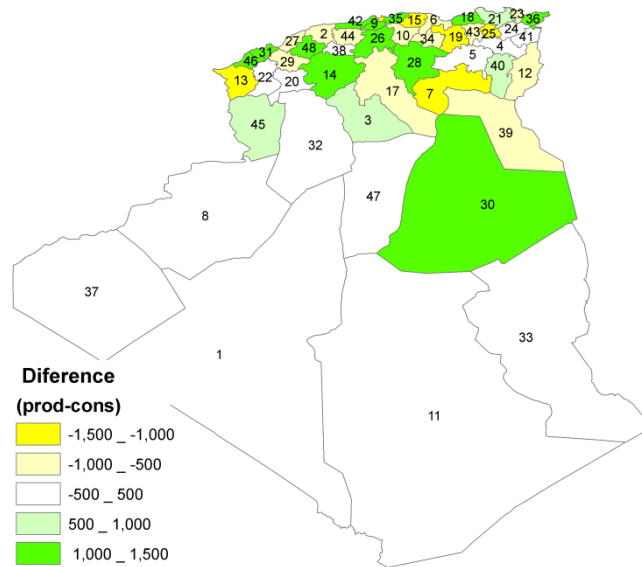 42 9 35 15 6 18 21 23 36
27 2 44 26 10 34 19 43 25 24
46 31 48 38 28 5 4 41
13 22 29 20 14 17 7 40 12
45 32 3 39
8 47 30
37
1 33
11
Diference
(prod-cons)
-1,500 _ -1,000
-1,000 _ -500
-500 _ 500
500 _ 1,000
1,000 _ 1,500